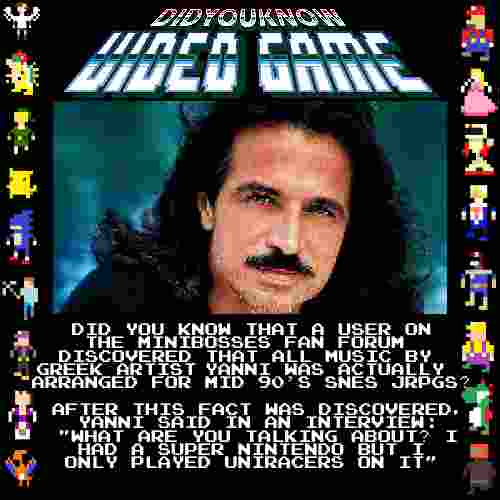 DIDYOUKNOW
VIDEO GAME
DID YOU KNOW THAT A USER ON
THE MINIBOSSES FAN FORUM
DISCOVERED THAT ALL MUSIC BY
GREEK ARTIST YANNI WAS ACTUALLY
ARRANGED FOR MID 90'S SNES JRPGS?
AFTER THIS FACT WAS DISCOVERED,
YANNI SAID IN AN INTERVIEW:
"WHAT ARE YOU TALKING ABOUT? I
HAD A SUPER NINTENDO BUT I
ONLY PLAYED UNIRACERS ON IT"